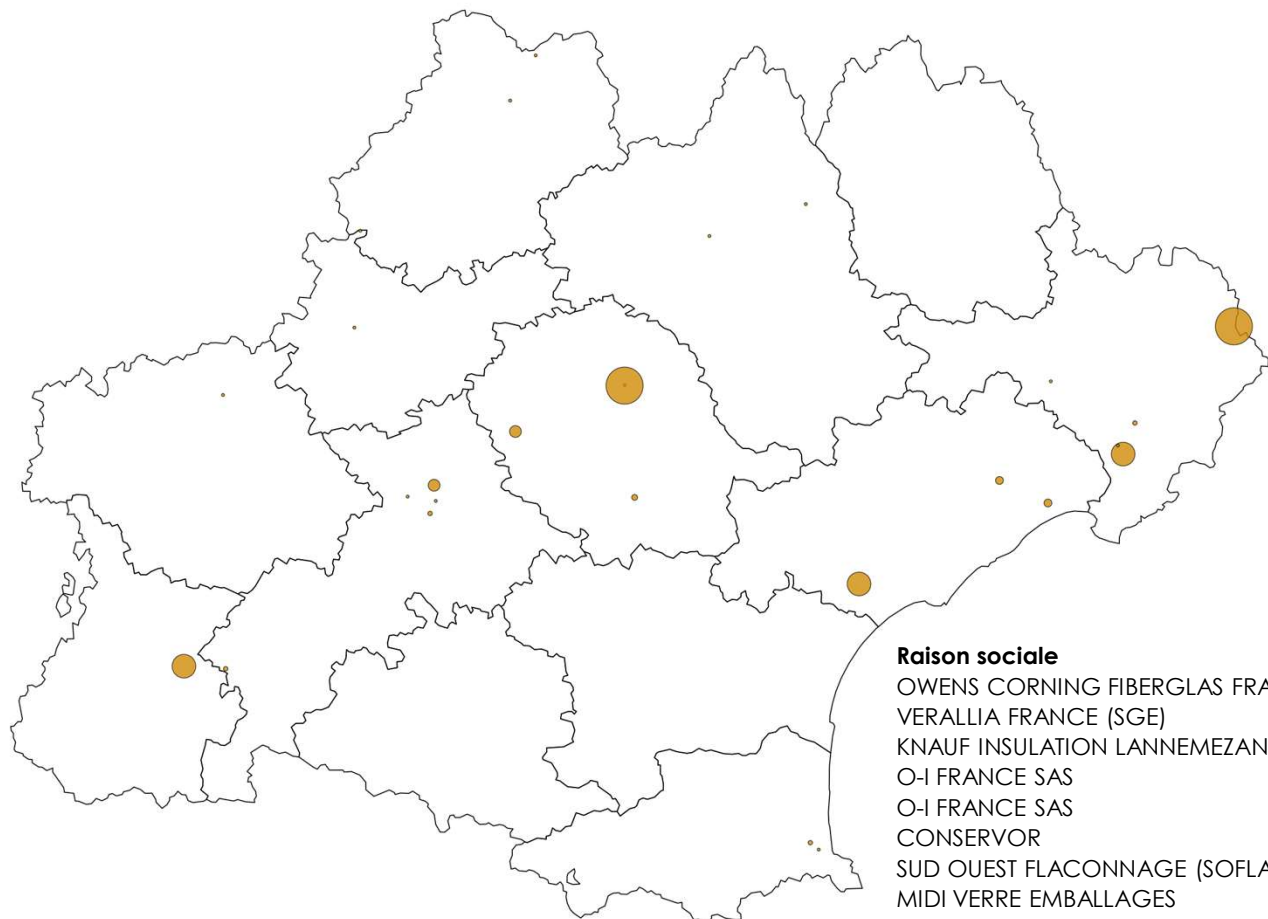 Raison sociale
OWENS CORNING FIBERGLAS FRA
VERALLIA FRANCE (SGE)
KNAUF INSULATION LANNEMEZAN
O-I FRANCE SAS
O-I FRANCE SAS
CONSERVOR
SUD OUEST FLACONNAGE (SOFLA
MIDI VERRE EMBALLAGES